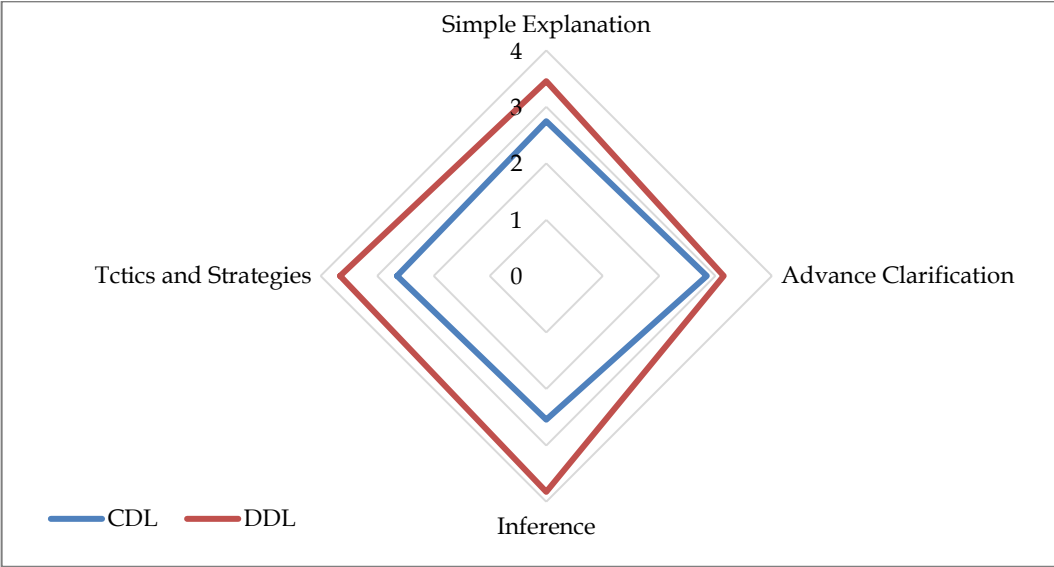 Simple Explanation
4
3
2
1
0
Tctics and Strategies
Advance Clarification
Inference
CDL
DDL